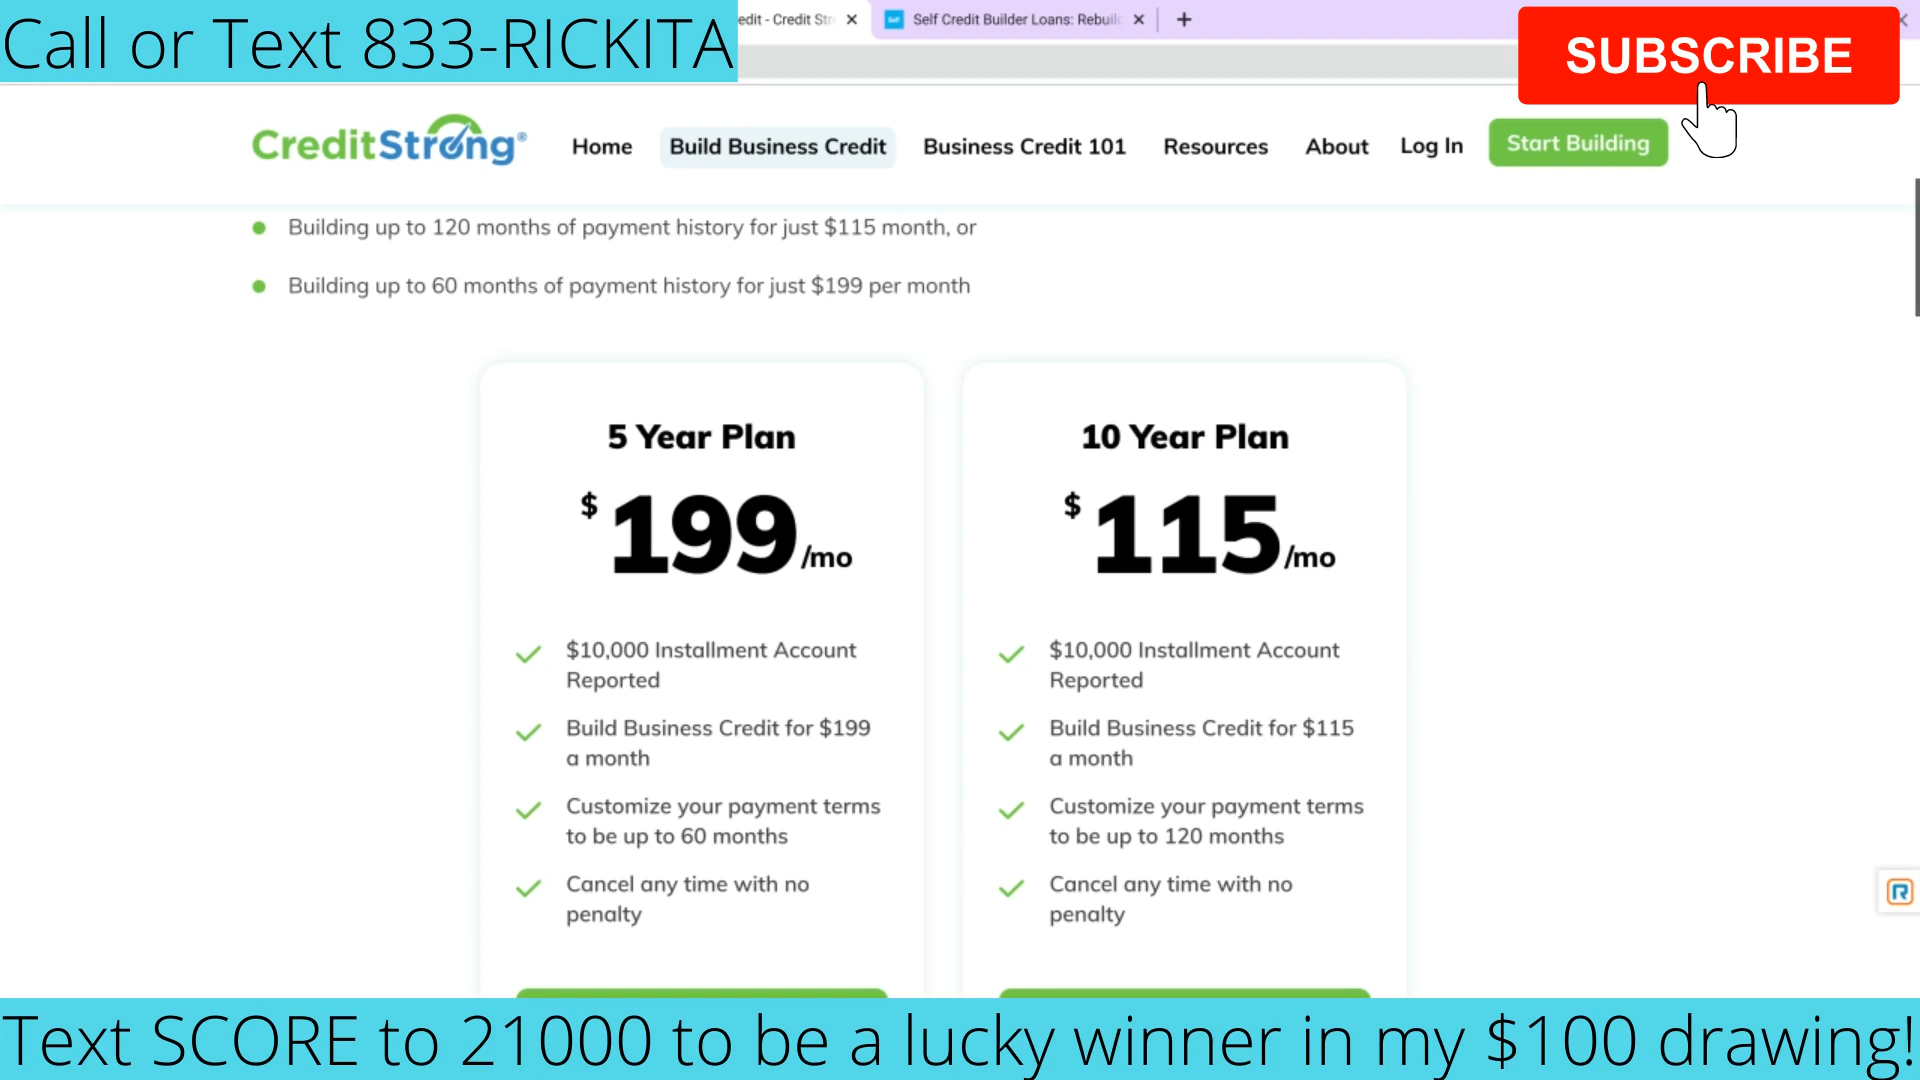 Call or Text 833-RICKITA
edit - Credit Str
Self Credit Builder Loans: Rebuil
SUBSCRIBE
CreditStrong®
Home
Build Business Credit
Business Credit 101
Resources
About
Log In
Start Building
Building up to 120 months of payment history for just $115 month, or
Building up to 60 months of payment history for just $199 per month
5 Year Plan
$199/mo
$10,000 Installment Account
Reported
Build Business Credit for $199
a month
Customize your payment terms
to be up to 60 months
Cancel any time with no
penalty
10 Year Plan
$115/mo
$10,000 Installment Account
Reported
Build Business Credit for $115
a month
Customize your payment terms
to be up to 120 months
Cancel any time with no
penalty
Text SCORE to 21000 to be a lucky winner in my $100 drawing!